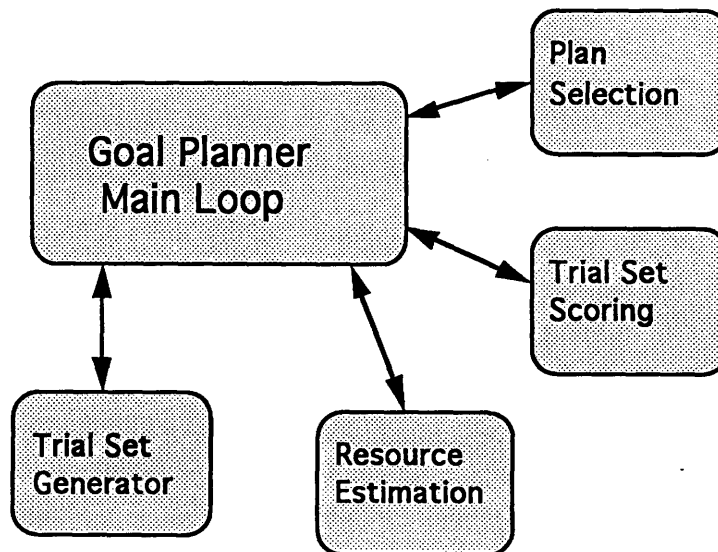 Plan
Selection
Goal Planner
Main Loop
Trial Set
Scoring
Trial Set
Generator
Resource
Estimation